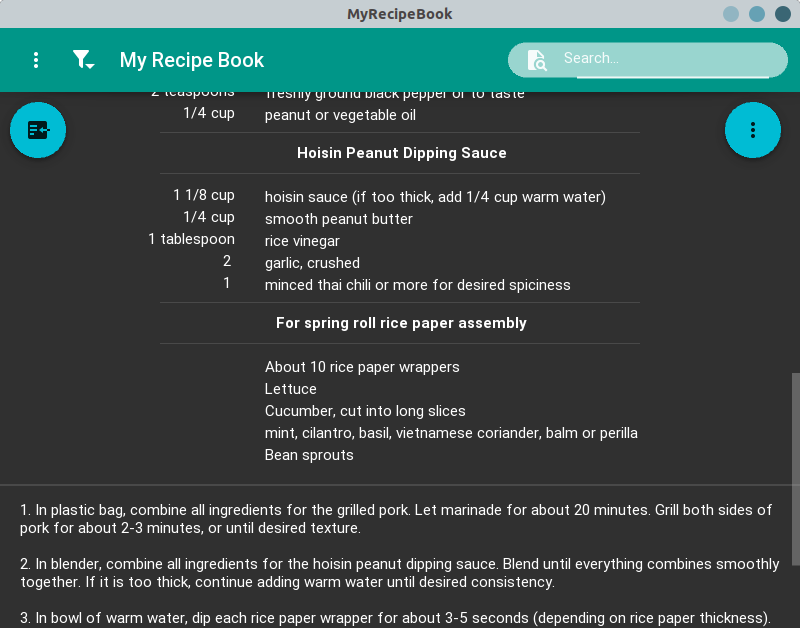 MyRecipeBook
My Recipe Book
Search...
2 teaspoons freshly ground black pepper or to taste
1/4 cup peanut or vegetable oil
Hoisin Peanut Dipping Sauce
1 1/8 cup hoisin sauce (if too thick, add 1/4 cup warm water)
1/4 cup smooth peanut butter
1 tablespoon rice vinegar
2 garlic, crushed
1 minced thai chili or more for desired spiciness
For spring roll rice paper assembly
About 10 rice paper wrappers
Lettuce
Cucumber, cut into long slices
mint, cilantro, basil, vietnamese coriander, balm or perilla
Bean sprouts
1. In plastic bag, combine all ingredients for the grilled pork. Let marinade for about 20 minutes. Grill both sides of
pork for about 2-3 minutes, or until desired texture.
2. In blender, combine all ingredients for the hoisin peanut dipping sauce. Blend until everything combines smoothly
together. If it is too thick, continue adding warm water until desired consistency.
3. In bowl of warm water, dip each rice paper wrapper for about 3-5 seconds (depending on rice paper thickness).